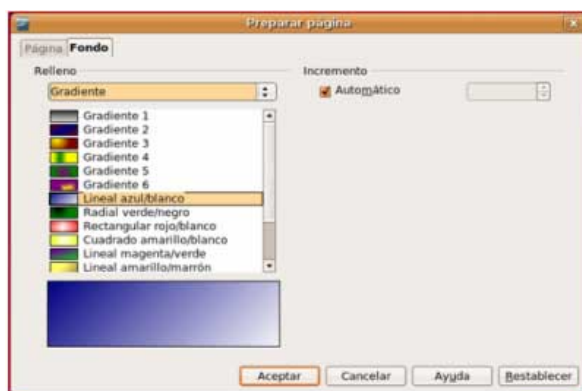 Preparar página
Página Fondo
Relleno
Gradiente
Gradiente 1
Gradiente 2
Gradiente 3
Gradiente 4
Gradiente 5
Gradiente 6
Lineal azul/blanco
Radial verde/negro
Rectangular rojo/blanco
Cuadrado amarillo/blanco
Lineal magenta/verde
Lineal amarillo/marrón
Incremento
Automático
Aceptar Cancelar Ayuda Restablecer